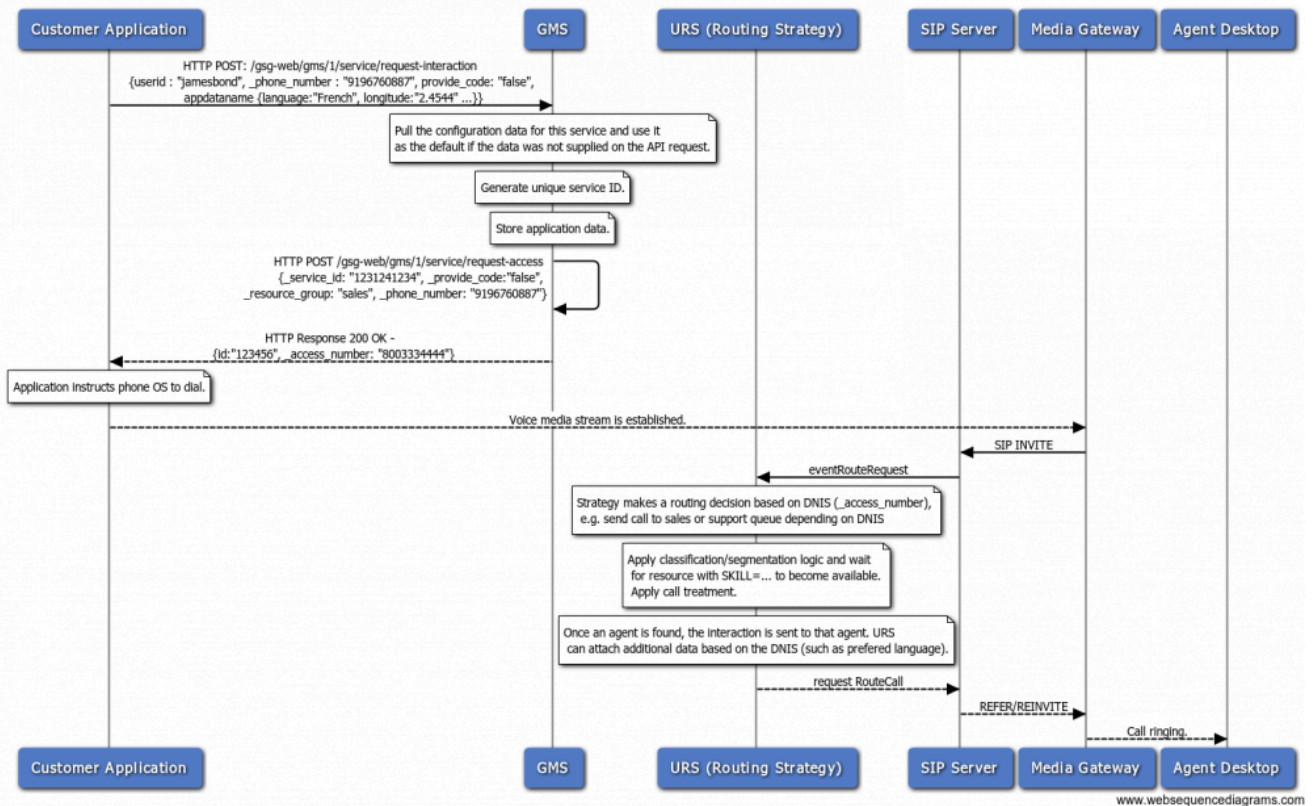 Customer Application
GMS
URS (Routing Strategy)
SIP Server
Media Gateway
Agent Desktop
HTTP POST: /gsg-web/gms/1/service/request-interaction
{userid : "jamesbond", _phone_number : "9196760887", provide_code: "false",
appdataname {language:"French", longitude:"2.4544" ...}}
Pull the configuration data for this service and use it
as the default if the data was not supplied on the API request.
Generate unique service ID.
Store application data.
HTTP POST /gsg-web/gms/1/service/request-access
{_service_id: "1231241234", _provide_code:"false",
_resource_group: "sales", _phone_number: "9196760887"}
HTTP Response 200 OK -
{id:"123456", _access_number: "8003334444"}
Application instructs phone OS to dial.
Voice media stream is established.
SIP INVITE
eventRouteRequest
Strategy makes a routing decision based on DNIS (_access_number),
e.g. send call to sales or support queue depending on DNIS
Apply classification/segmentation logic and wait
for resource with SKILL=... to become available.
Apply call treatment.
Once an agent is found, the interaction is sent to that agent. URS
can attach additional data based on the DNIS (such as prefered language).
request RouteCall
REFER/REINVITE
Call ringing.
Customer Application
GMS
URS (Routing Strategy)
SIP Server
Media Gateway
Agent Desktop
www.websequencediagrams.com